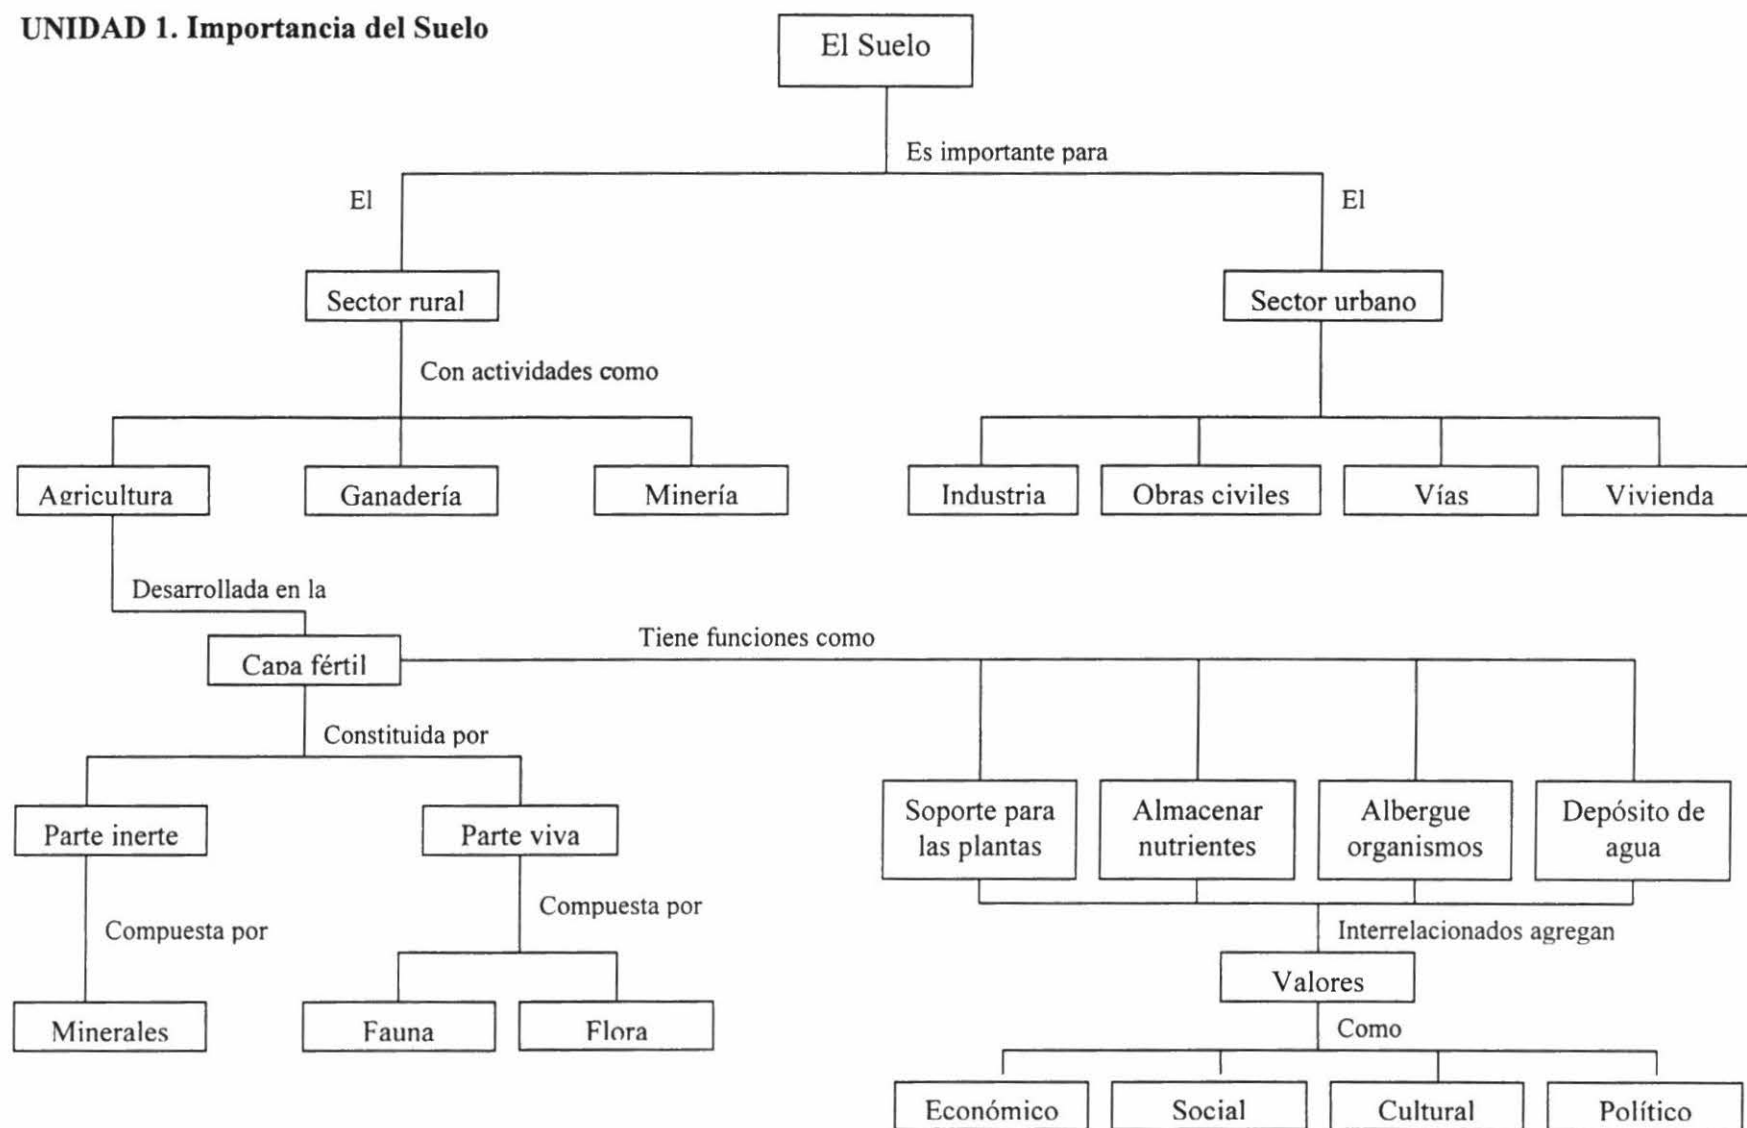 UNIDAD 1. Importancia del Suelo
El Suelo
Es importante para
El
El
Sector rural
Sector urbano
Con actividades como
Agricultura
Ganadería
Minería
Industria
Obras civiles
Vías
Vivienda
Desarrollada en la
Capa fértil
Tiene funciones como
Constituida por
Parte inerte
Parte viva
Soporte para
las plantas
Almacenar
nutrientes
Albergue
organismos
Depósito de
agua
Compuesta por
Compuesta por
Interrelacionados agregan
Valores
Minerales
Fauna
Flora
Como
Económico
Social
Cultural
Político